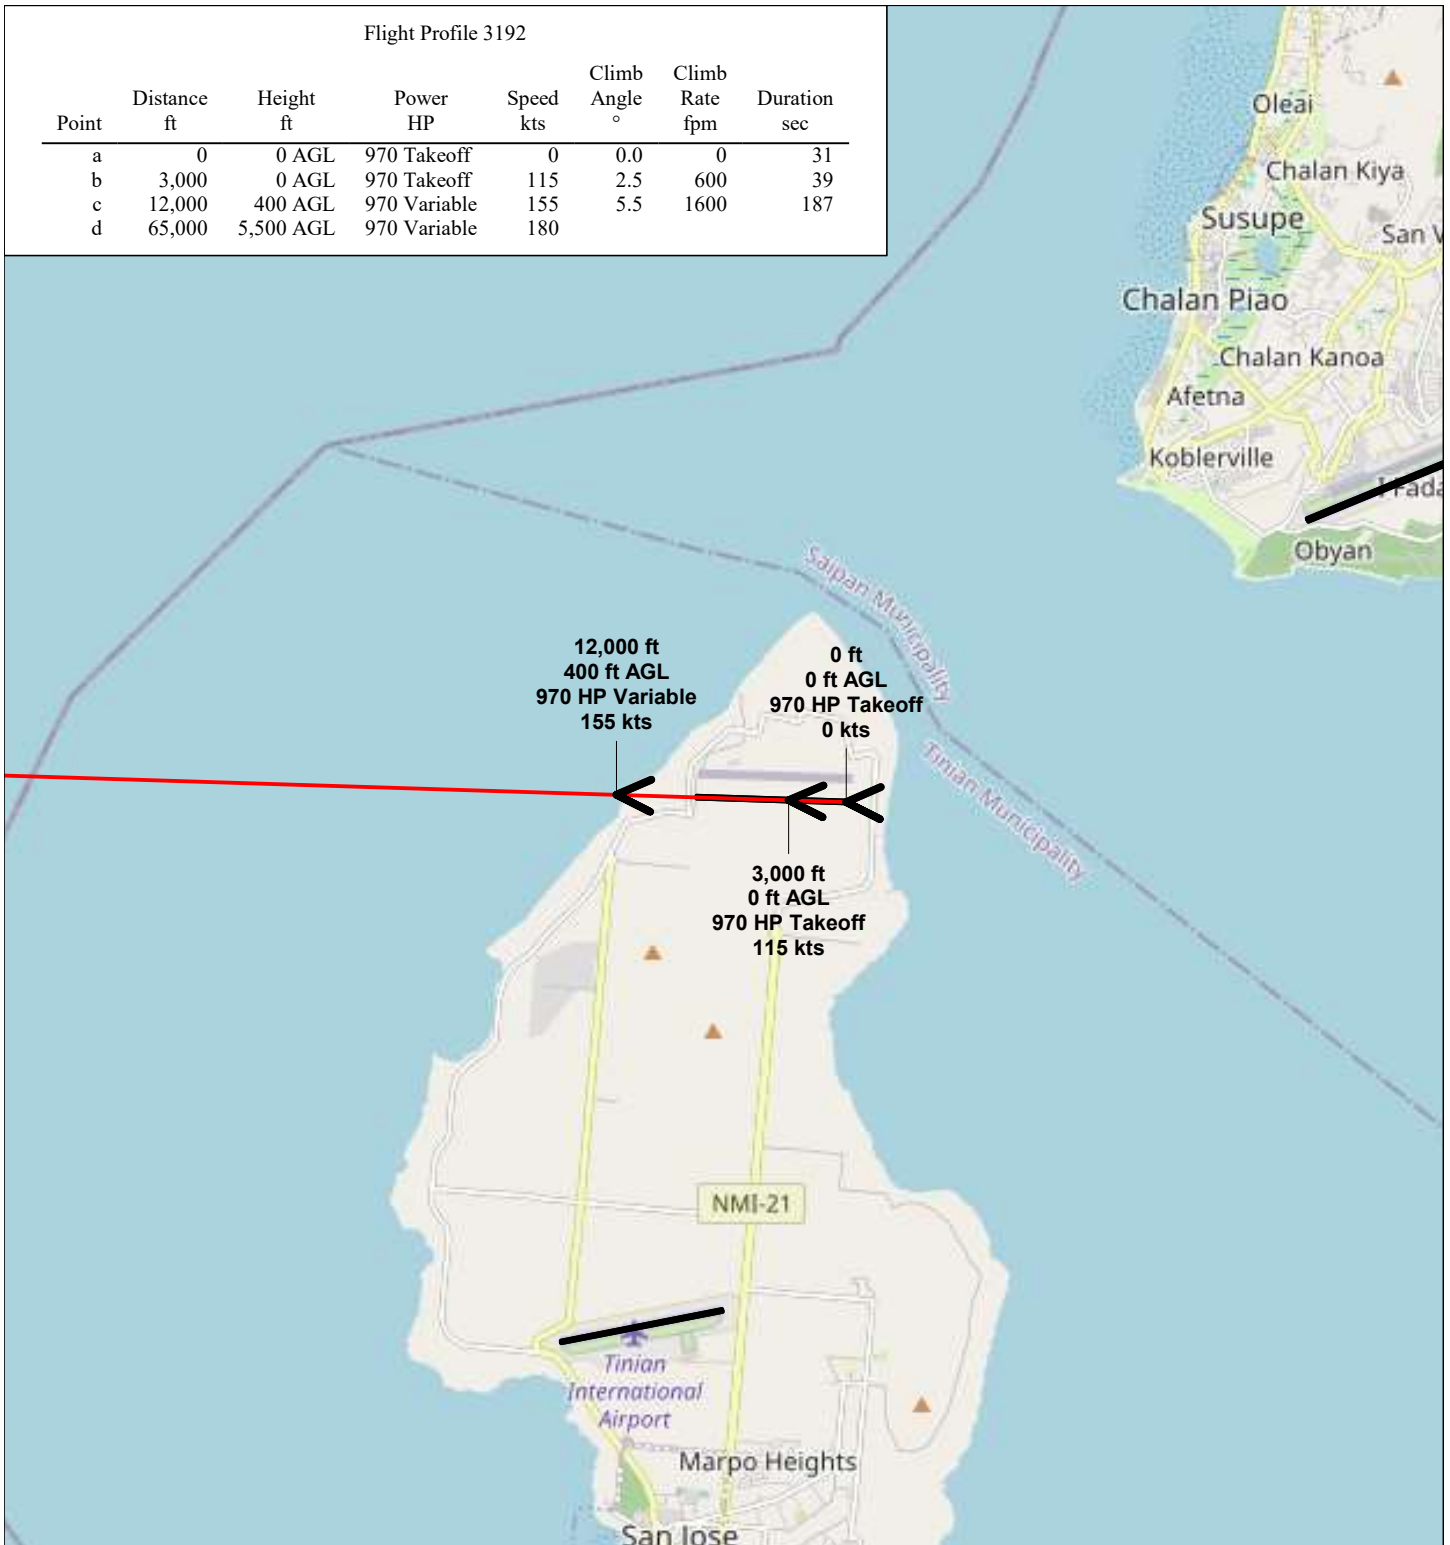 Flight Profile 3192
Climb Climb
Distance Height Power Speed Angle Rate Duration
Point ft ft HP kts ° fpm sec
a 0 0 AGL 970 Takeoff 0 0.0 0 31
b 3,000 0 AGL 970 Takeoff 115 2.5 600 39
c 12,000 400 AGL 970 Variable 155 5.5 1600 187
d 65,000 5,500 AGL 970 Variable 180
Oleai
Chalan Kiya
Susupe
San V
Chalan Piao
Chalan Kanoa
Afetna
Koblerville
I Fada
Obyan
Saipan Municipality
Tinian Municipality
12,000 ft
400 ft AGL
970 HP Variable
155 kts
0 ft
0 ft AGL
970 HP Takeoff
0 kts
3,000 ft
0 ft AGL
970 HP Takeoff
115 kts
NMI-21
Tinian
International
Airport
Marpo Heights
San Jose